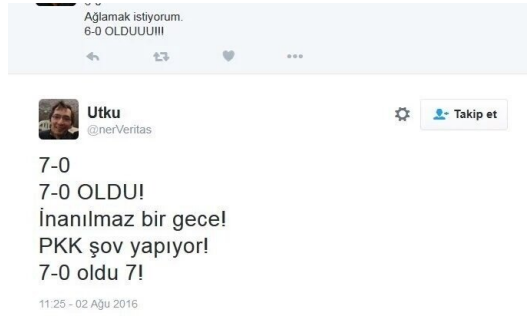 Ağlamak istiyorum.
6-0 OLDUUU!!!
Utku
@nerVeritas
Takip et
7-0
7-0 OLDU!
İnanılmaz bir gece!
PKK şov yapıyor!
7-0 oldu 7!
11:25 - 02 Ağu 2016